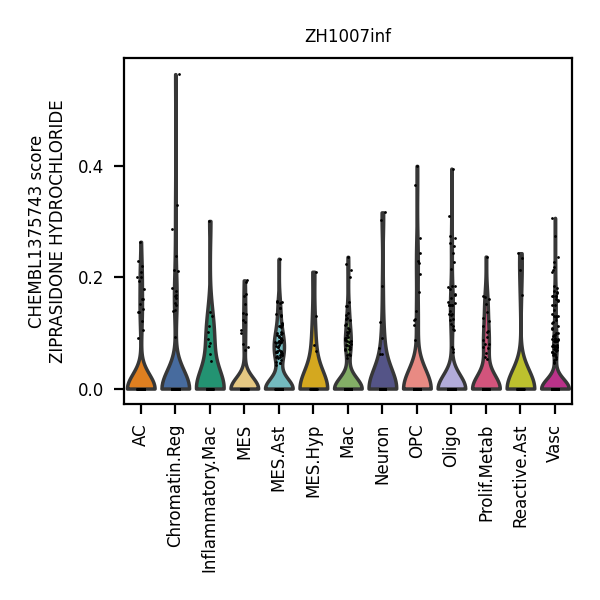 ZH1007inf
CHEMBL1375743 score
ZIPRASIDONE HYDROCHLORIDE
0.4
0.2
0.0
AC
Chromatin.Reg
Inflammatory.Mac
MES
MES.Ast
MES.Hyp
Mac
Neuron
OPC
Oligo
Prolif.Metab
Reactive.Ast
Vasc